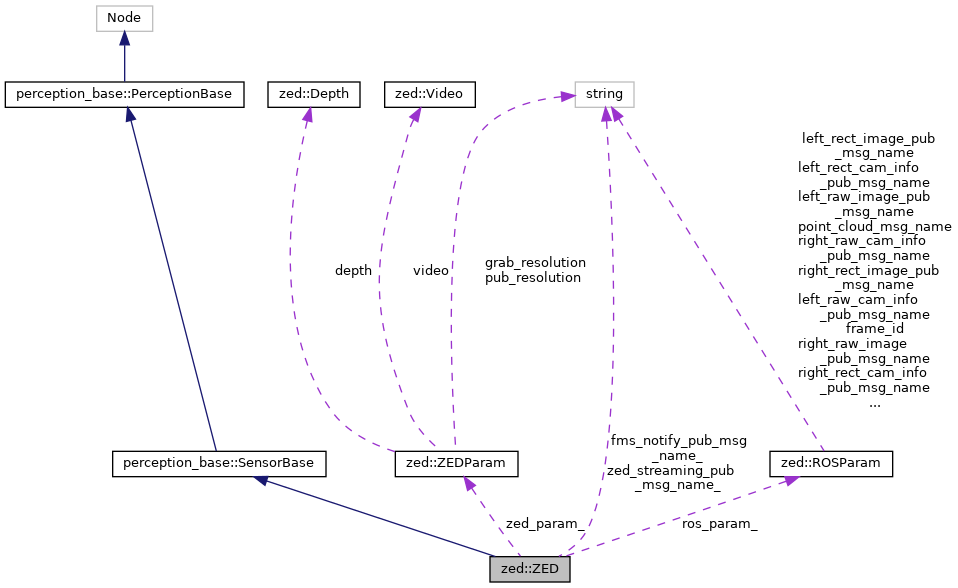 Node
perception_base::PerceptionBase
zed::Depth
zed::Video
string
left_rect_image_pub
_msg_name
left_rect_cam_info
_pub_msg_name
left_raw_image_pub
_msg_name
point_cloud_msg_name
right_raw_cam_info
_pub_msg_name
right_rect_image_pub
_msg_name
left_raw_cam_info
_pub_msg_name
frame_id
right_raw_image
_pub_msg_name
right_rect_cam_info
_pub_msg_name
...
depth
video
grab_resolution
pub_resolution
fms_notify_pub_msg
_name_
zed_streaming_pub
_msg_name_
perception_base::SensorBase
zed::ZEDParam
zed::ROSParam
zed_param_
ros_param_
zed::ZED